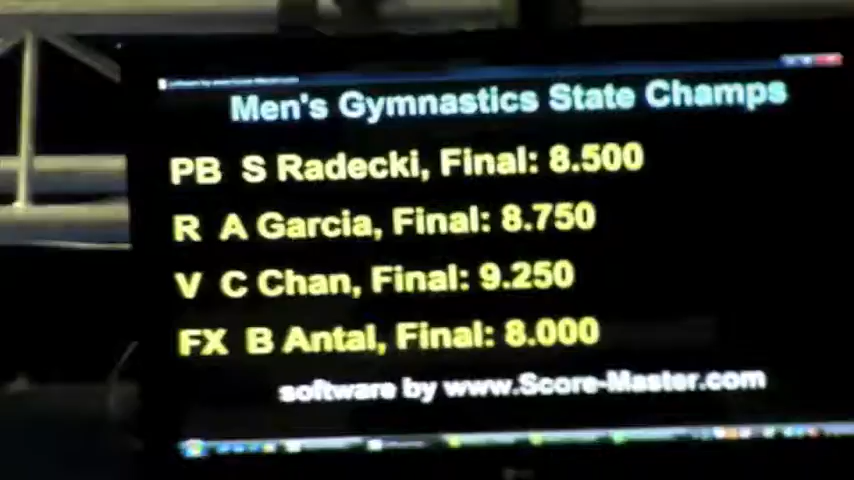 Men's Gymnastics State Champs
PB S Radecki, Final: 8.500
R A Garcia, Final: 8.750
V C Chan, Final: 9.250
FX B Antal, Final: 8.000
software by www.Score-Master.com